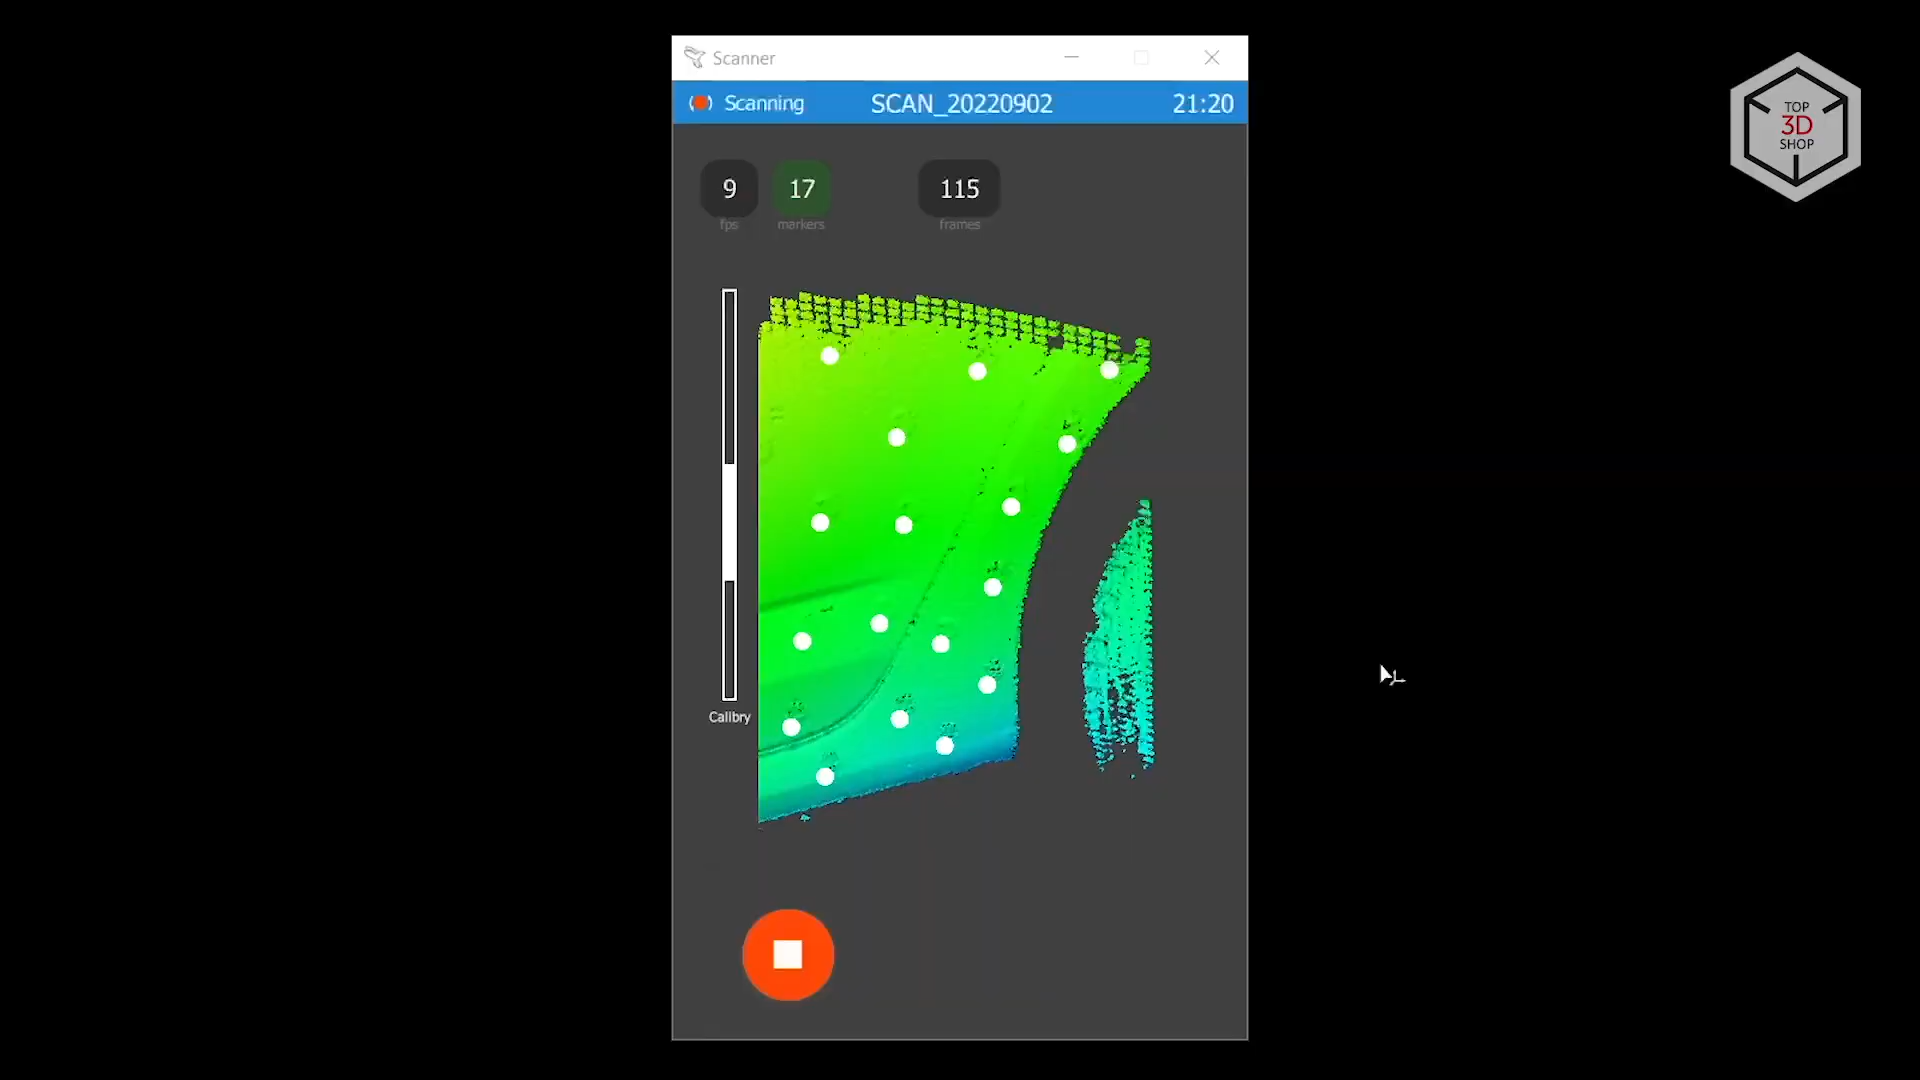 Scanner
Scanning SCAN_20220902 21:20
9 17 115
fps markers frames
Calibry
TOP
3D
SHOP